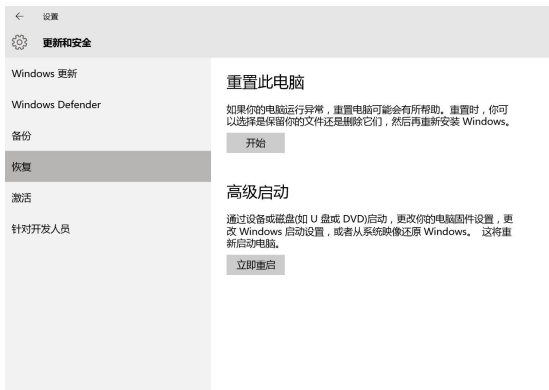 ← 设置
更新和安全
Windows 更新
Windows Defender
备份
恢复
激活
针对开发人员
重置此电脑
如果你的电脑运行异常，重置电脑可能会有所帮助。重置时，你可
以选择是保留你的文件还是删除它们，然后再重新安装 Windows。
开始
高级启动
通过设备或磁盘(如 U 盘或 DVD)启动，更改你的电脑固件设置，更
改 Windows 启动设置，或者从系统映像还原 Windows。 这将重
新启动电脑。
立即重启